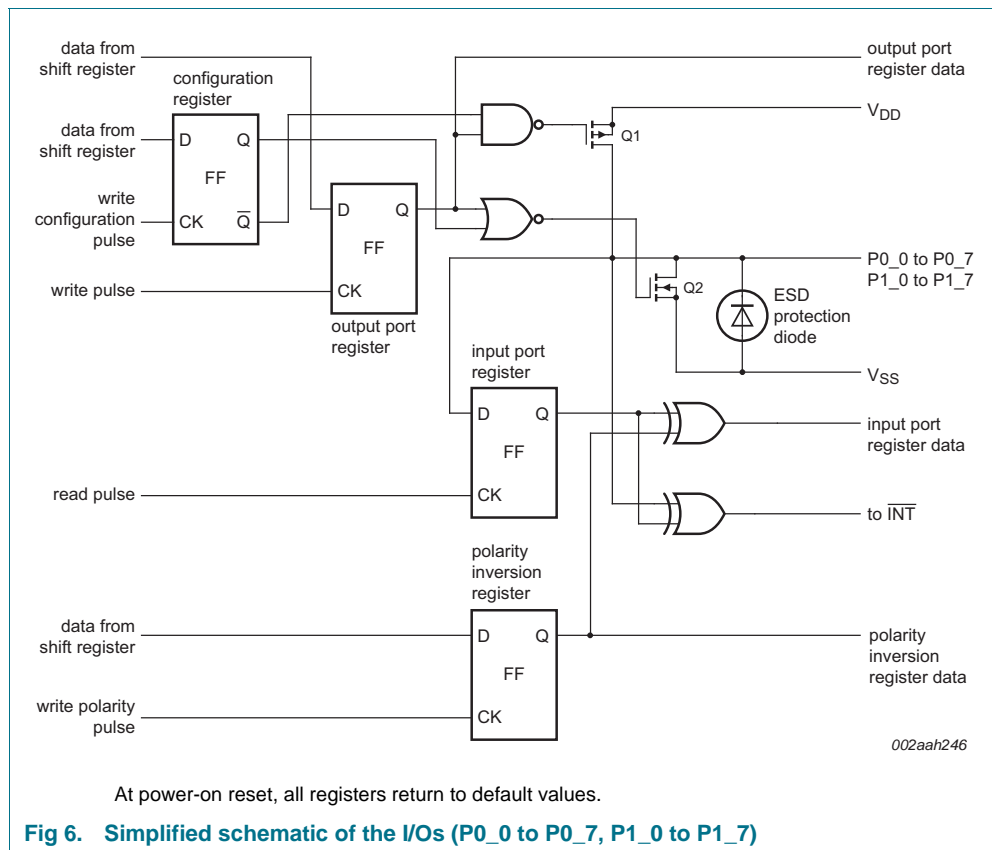 data from
shift register
configuration
register
data from
shift register
write
configuration
pulse
D
Q
FF
CK
Q
write pulse
D
Q
FF
CK
output port
register
Q1
Q2
output port
register data
VDD
P0_0 to P0_7
P1_0 to P1_7
ESD
protection
diode
VSS
input port
register
D
Q
FF
CK
read pulse
input port
register data
to INT
polarity
inversion
register
data from
shift register
D
Q
FF
CK
write polarity
pulse
polarity
inversion
register data
002aah246
At power-on reset, all registers return to default values.
Fig 6. Simplified schematic of the I/Os (P0_0 to P0_7, P1_0 to P1_7)